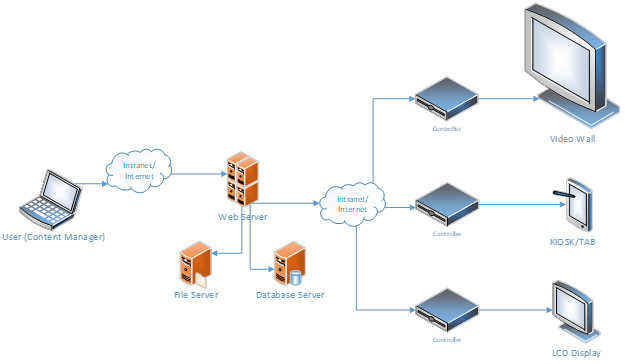 Intranet/
Internet
User (Content Manager)
Web Server
File Server
Database Server
Intranet/
Internet
Controller
Video Wall
Controller
KIOSK/TAB
Controller
LCD Display